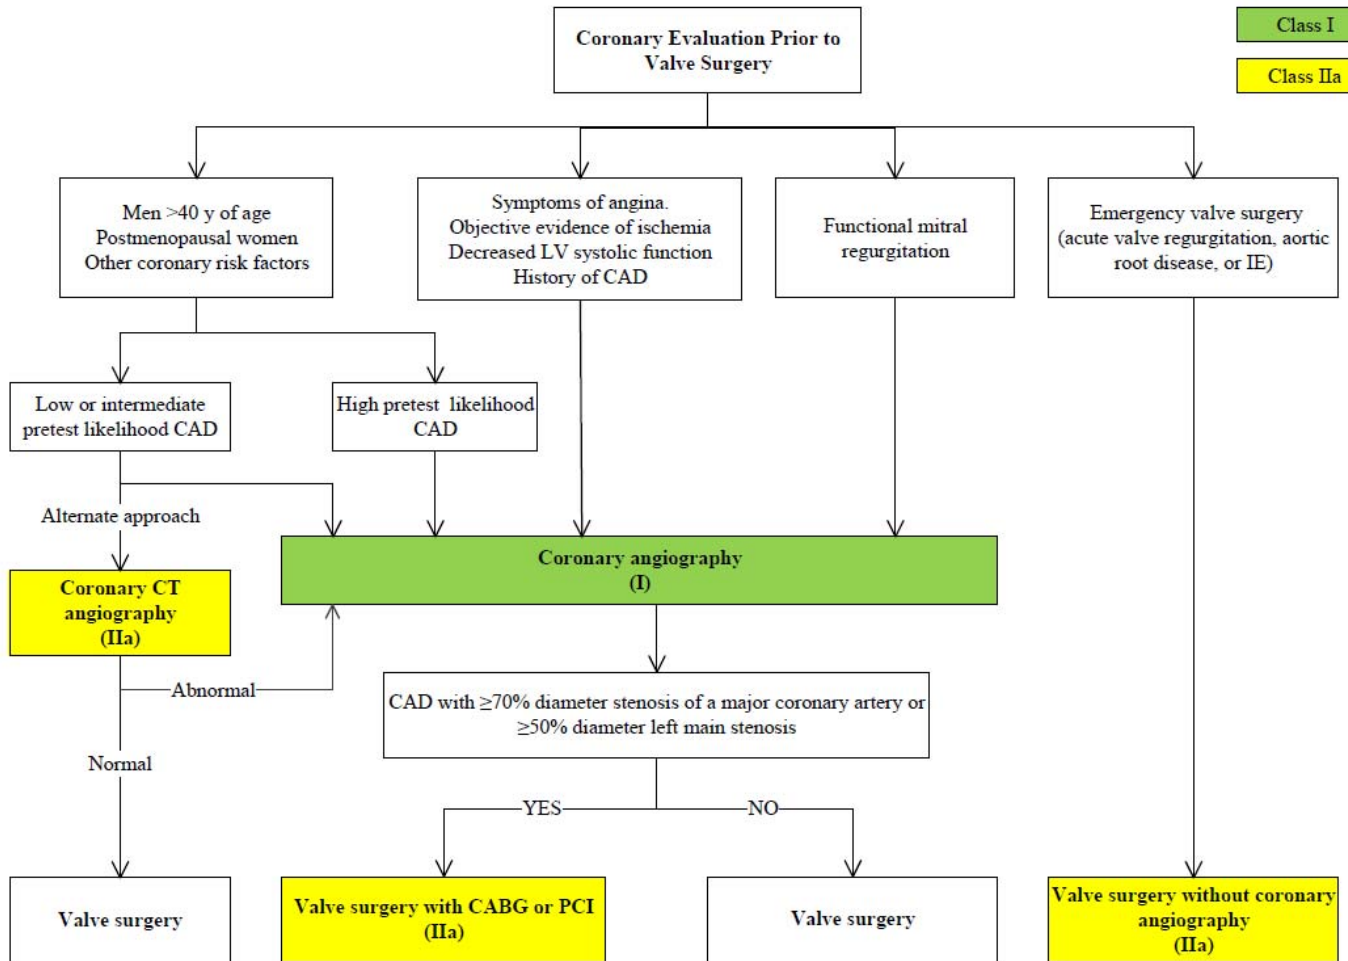 Coronary Evaluation Prior to
Valve Surgery
Class I
Class IIa
Men >40 y of age
Postmenopausal women
Other coronary risk factors
Symptoms of angina.
Objective evidence of ischemia
Decreased LV systolic function
History of CAD
Functional mitral
regurgitation
Emergency valve surgery
(acute valve regurgitation, aortic
root disease, or IE)
Low or intermediate
pretest likelihood CAD
High pretest likelihood
CAD
Alternate approach
Coronary angiography
(I)
Coronary CT
angiography
(IIa)
Abnormal
CAD with ≥70% diameter stenosis of a major coronary artery or
≥50% diameter left main stenosis
Normal
YES
NO
Valve surgery
Valve surgery with CABG or PCI
(IIa)
Valve surgery
Valve surgery without coronary
angiography
(IIa)